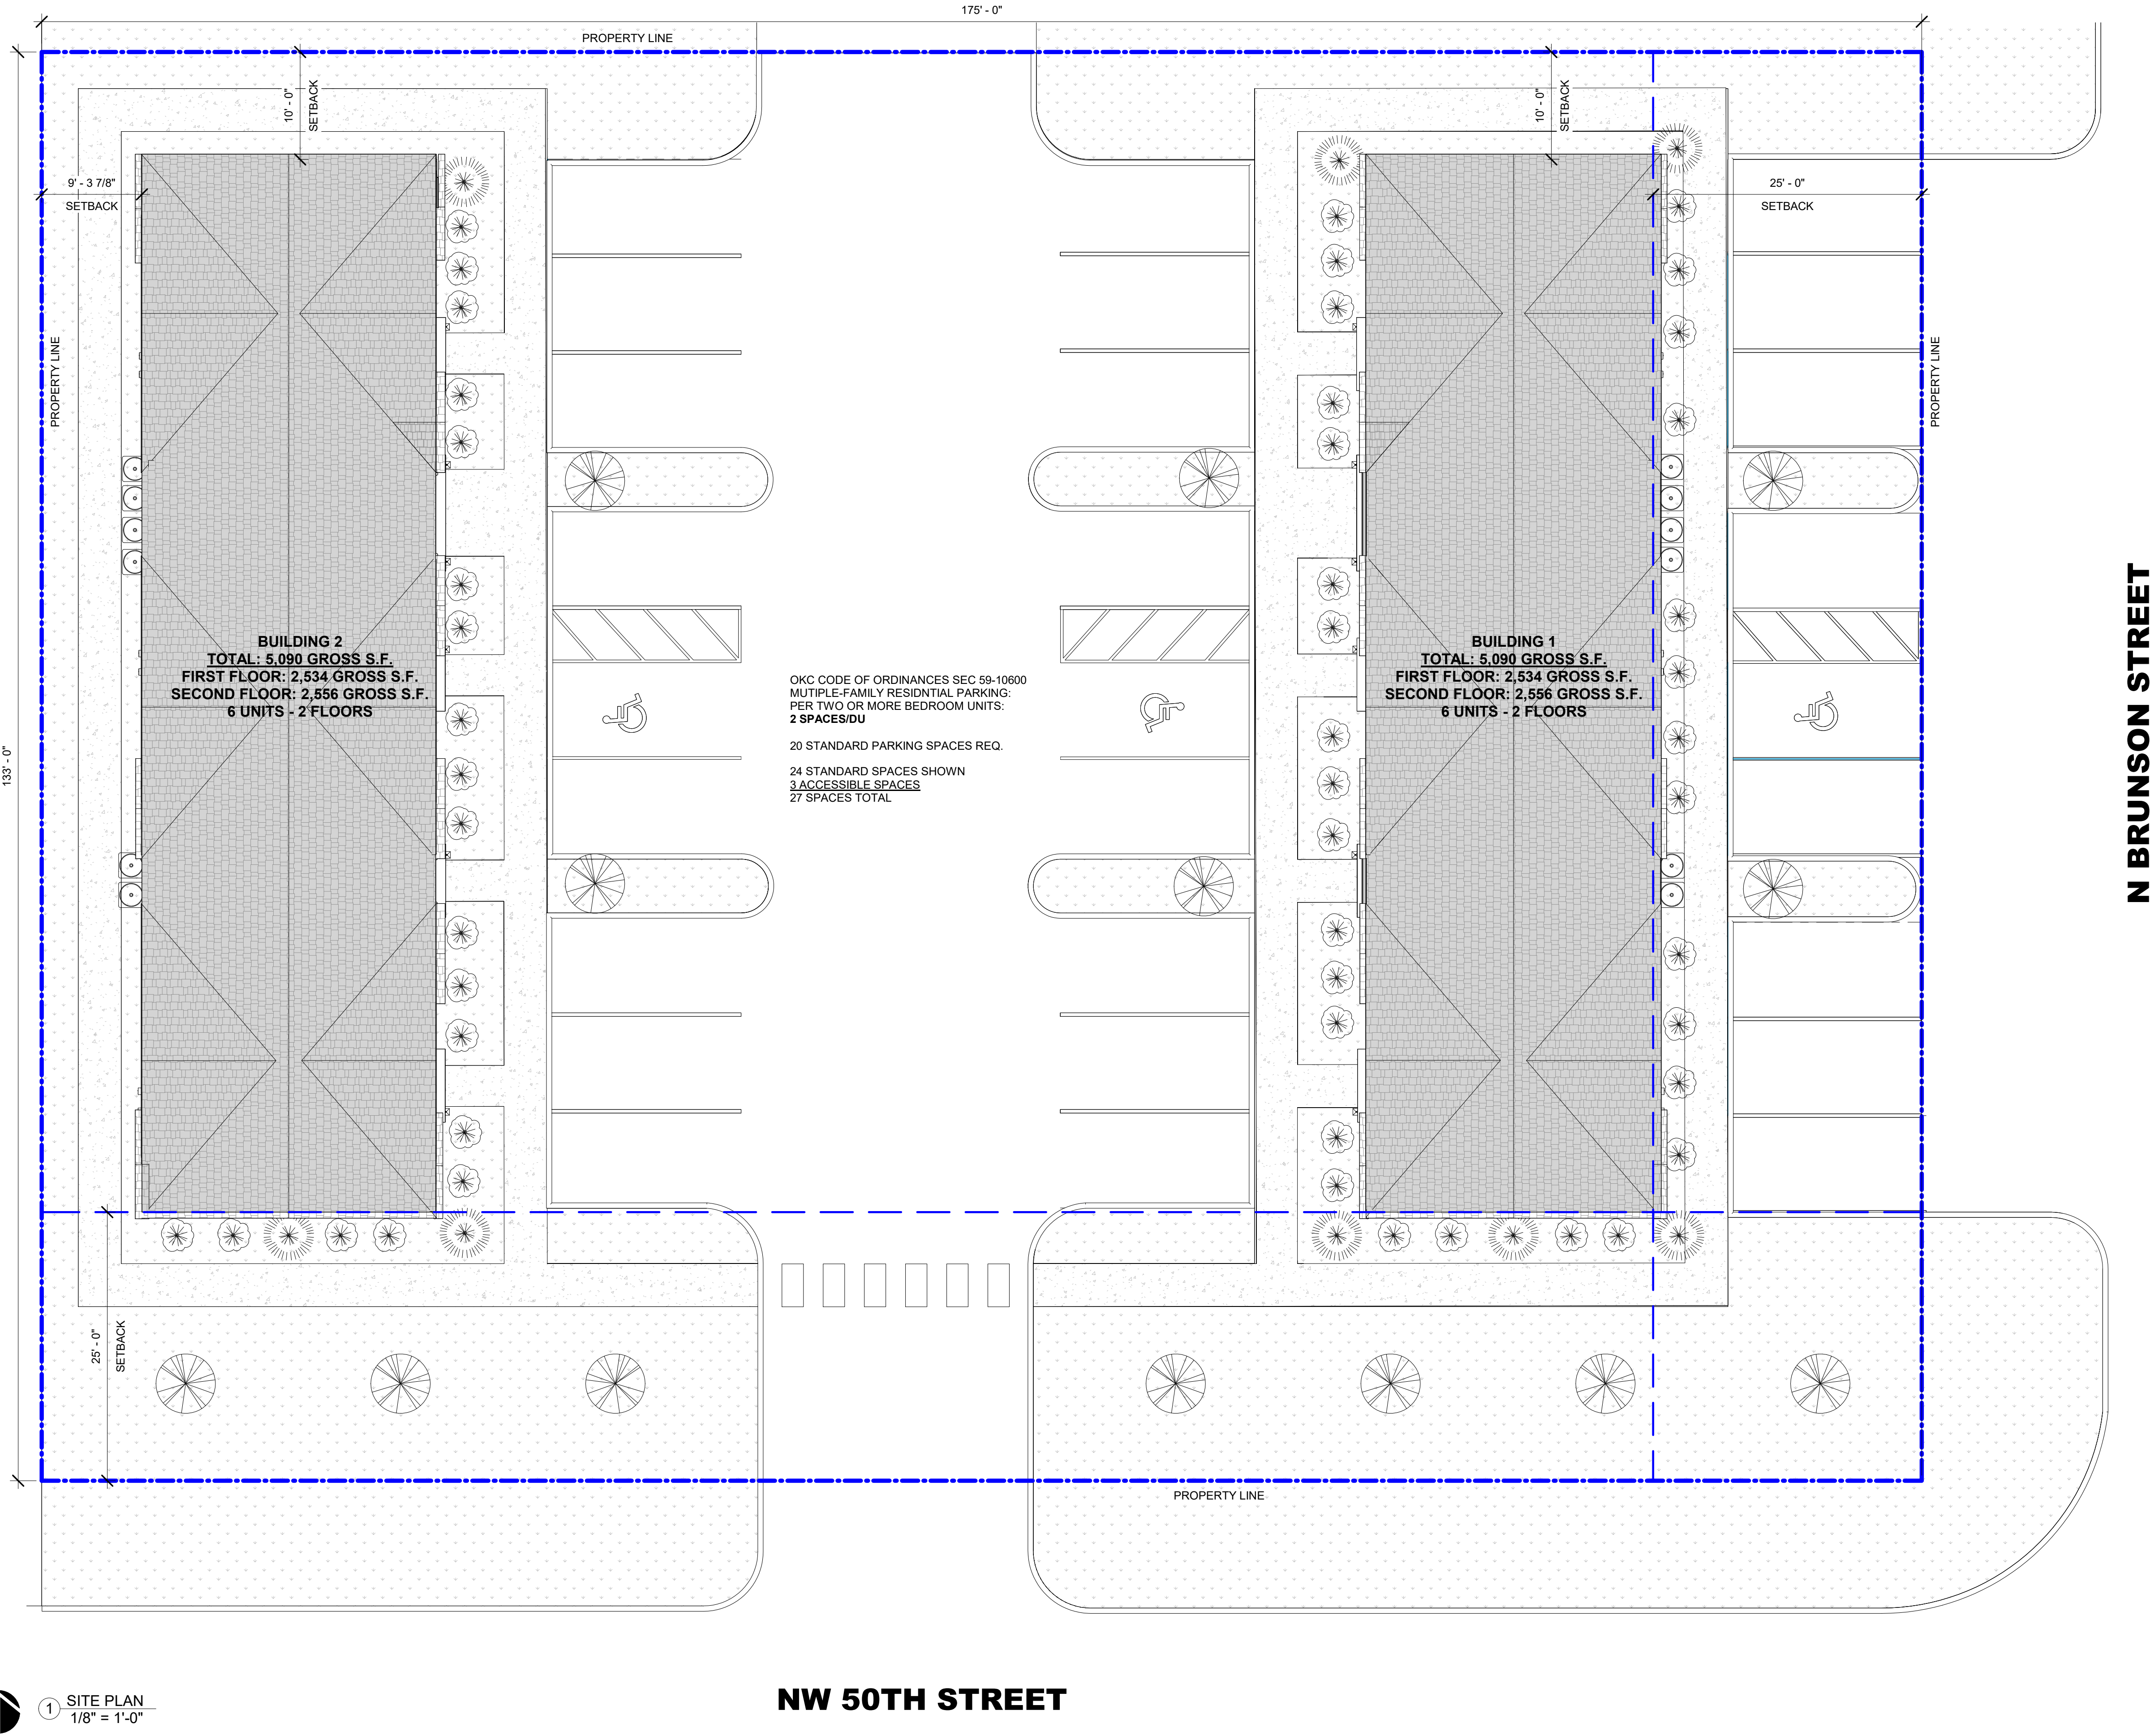 175' - 0"
PROPERTY LINE
10' - 0"
SETBACK
10' - 0"
SETBACK
9' - 3 7/8"
SETBACK
25' - 0"
SETBACK
PROPERTY LINE
PROPERTY LINE
133' - 0"
BUILDING 2
TOTAL: 5,090 GROSS S.F.
FIRST FLOOR: 2,534 GROSS S.F.
SECOND FLOOR: 2,556 GROSS S.F.
6 UNITS - 2 FLOORS
OKC CODE OF ORDINANCES SEC 59-10600
MUTIPLE-FAMILY RESIDNTIAL PARKING:
PER TWO OR MORE BEDROOM UNITS:
2 SPACES/DU
20 STANDARD PARKING SPACES REQ.
24 STANDARD SPACES SHOWN
3 ACCESSIBLE SPACES
27 SPACES TOTAL
BUILDING 1
TOTAL: 5,090 GROSS S.F.
FIRST FLOOR: 2,534 GROSS S.F.
SECOND FLOOR: 2,556 GROSS S.F.
6 UNITS - 2 FLOORS
N BRUNSON STREET
25' - 0"
SETBACK
PROPERTY LINE
NW 50TH STREET
1 SITE PLAN
1/8" = 1'-0"